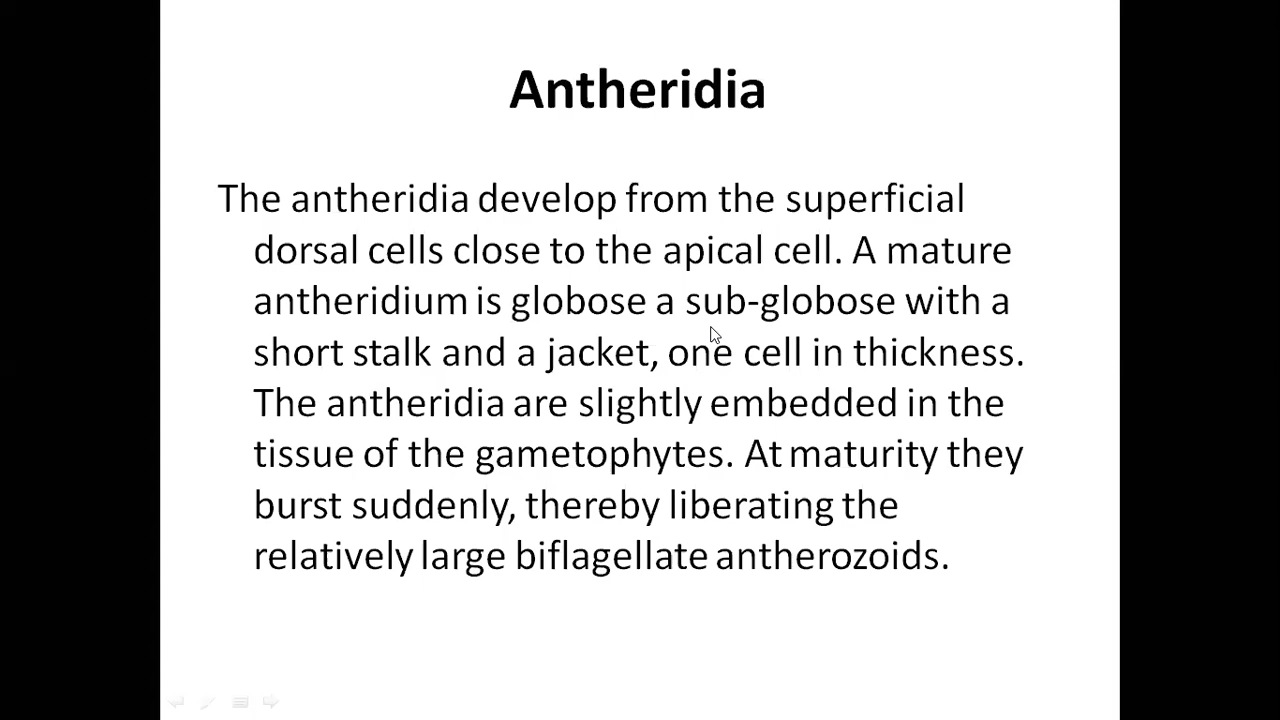 Antheridia
The antheridia develop from the superficial
dorsal cells close to the apical cell. A mature
antheridium is globose a sub-globose with a
short stalk and a jacket, one cell in thickness.
The antheridia are slightly embedded in the
tissue of the gametophytes. At maturity they
burst suddenly, thereby liberating the
relatively large biflagellate antherozoids.